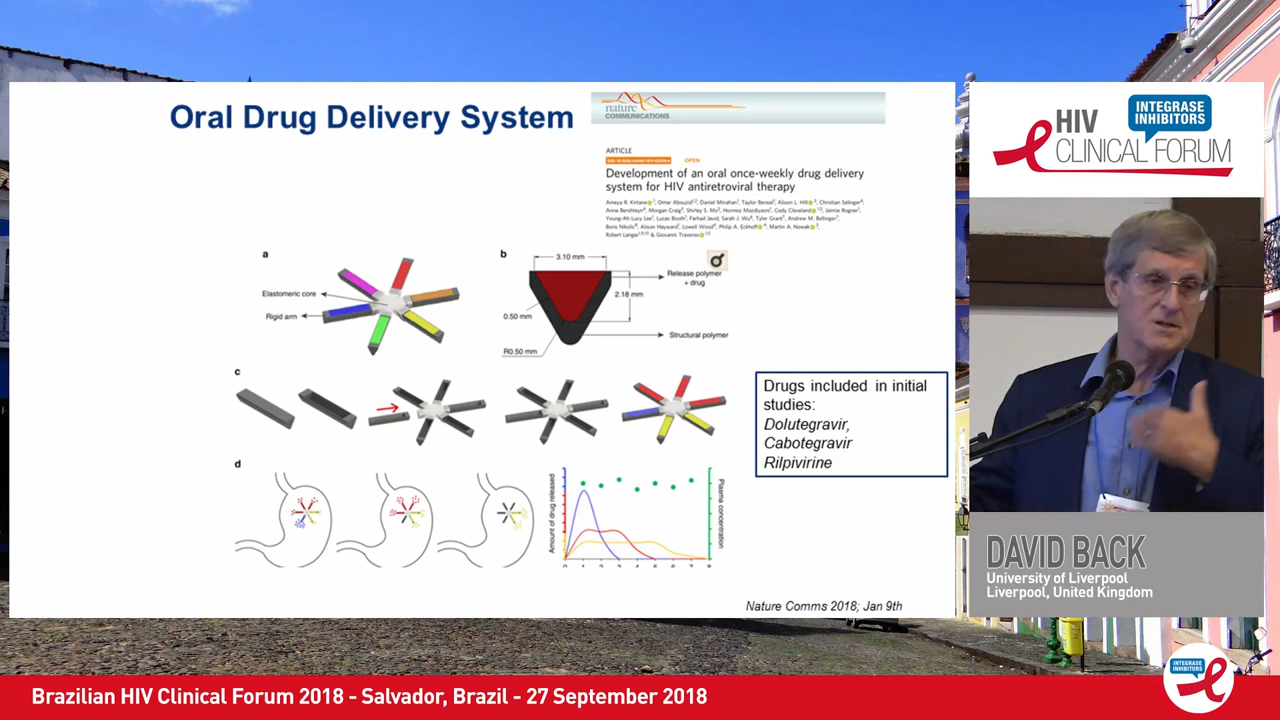 Oral Drug Delivery System
nature
COMMUNICATIONS
ARTICLE
OPEN
Development of an oral once-weekly drug delivery
system for HIV antiretroviral therapy
a
Elastomeric core
Rigid arm
b
3.10 mm
2.18 mm
0.50 mm
R0.50 mm
Release polymer
+ drug
Structural polymer
c
d
Amount of drug released
Plasma concentration
Drugs included in initial
studies:
Dolutegravir,
Cabotegravir
Rilpivirine
Nature Comms 2018; Jan 9th
HIV
INTEGRASE
INHIBITORS
CLINICAL FORUM
DAVID BACK
University of Liverpool
Liverpool, United Kingdom
Brazilian HIV Clinical Forum 2018 - Salvador, Brazil - 27 September 2018
INTEGRASE
INHIBITORS